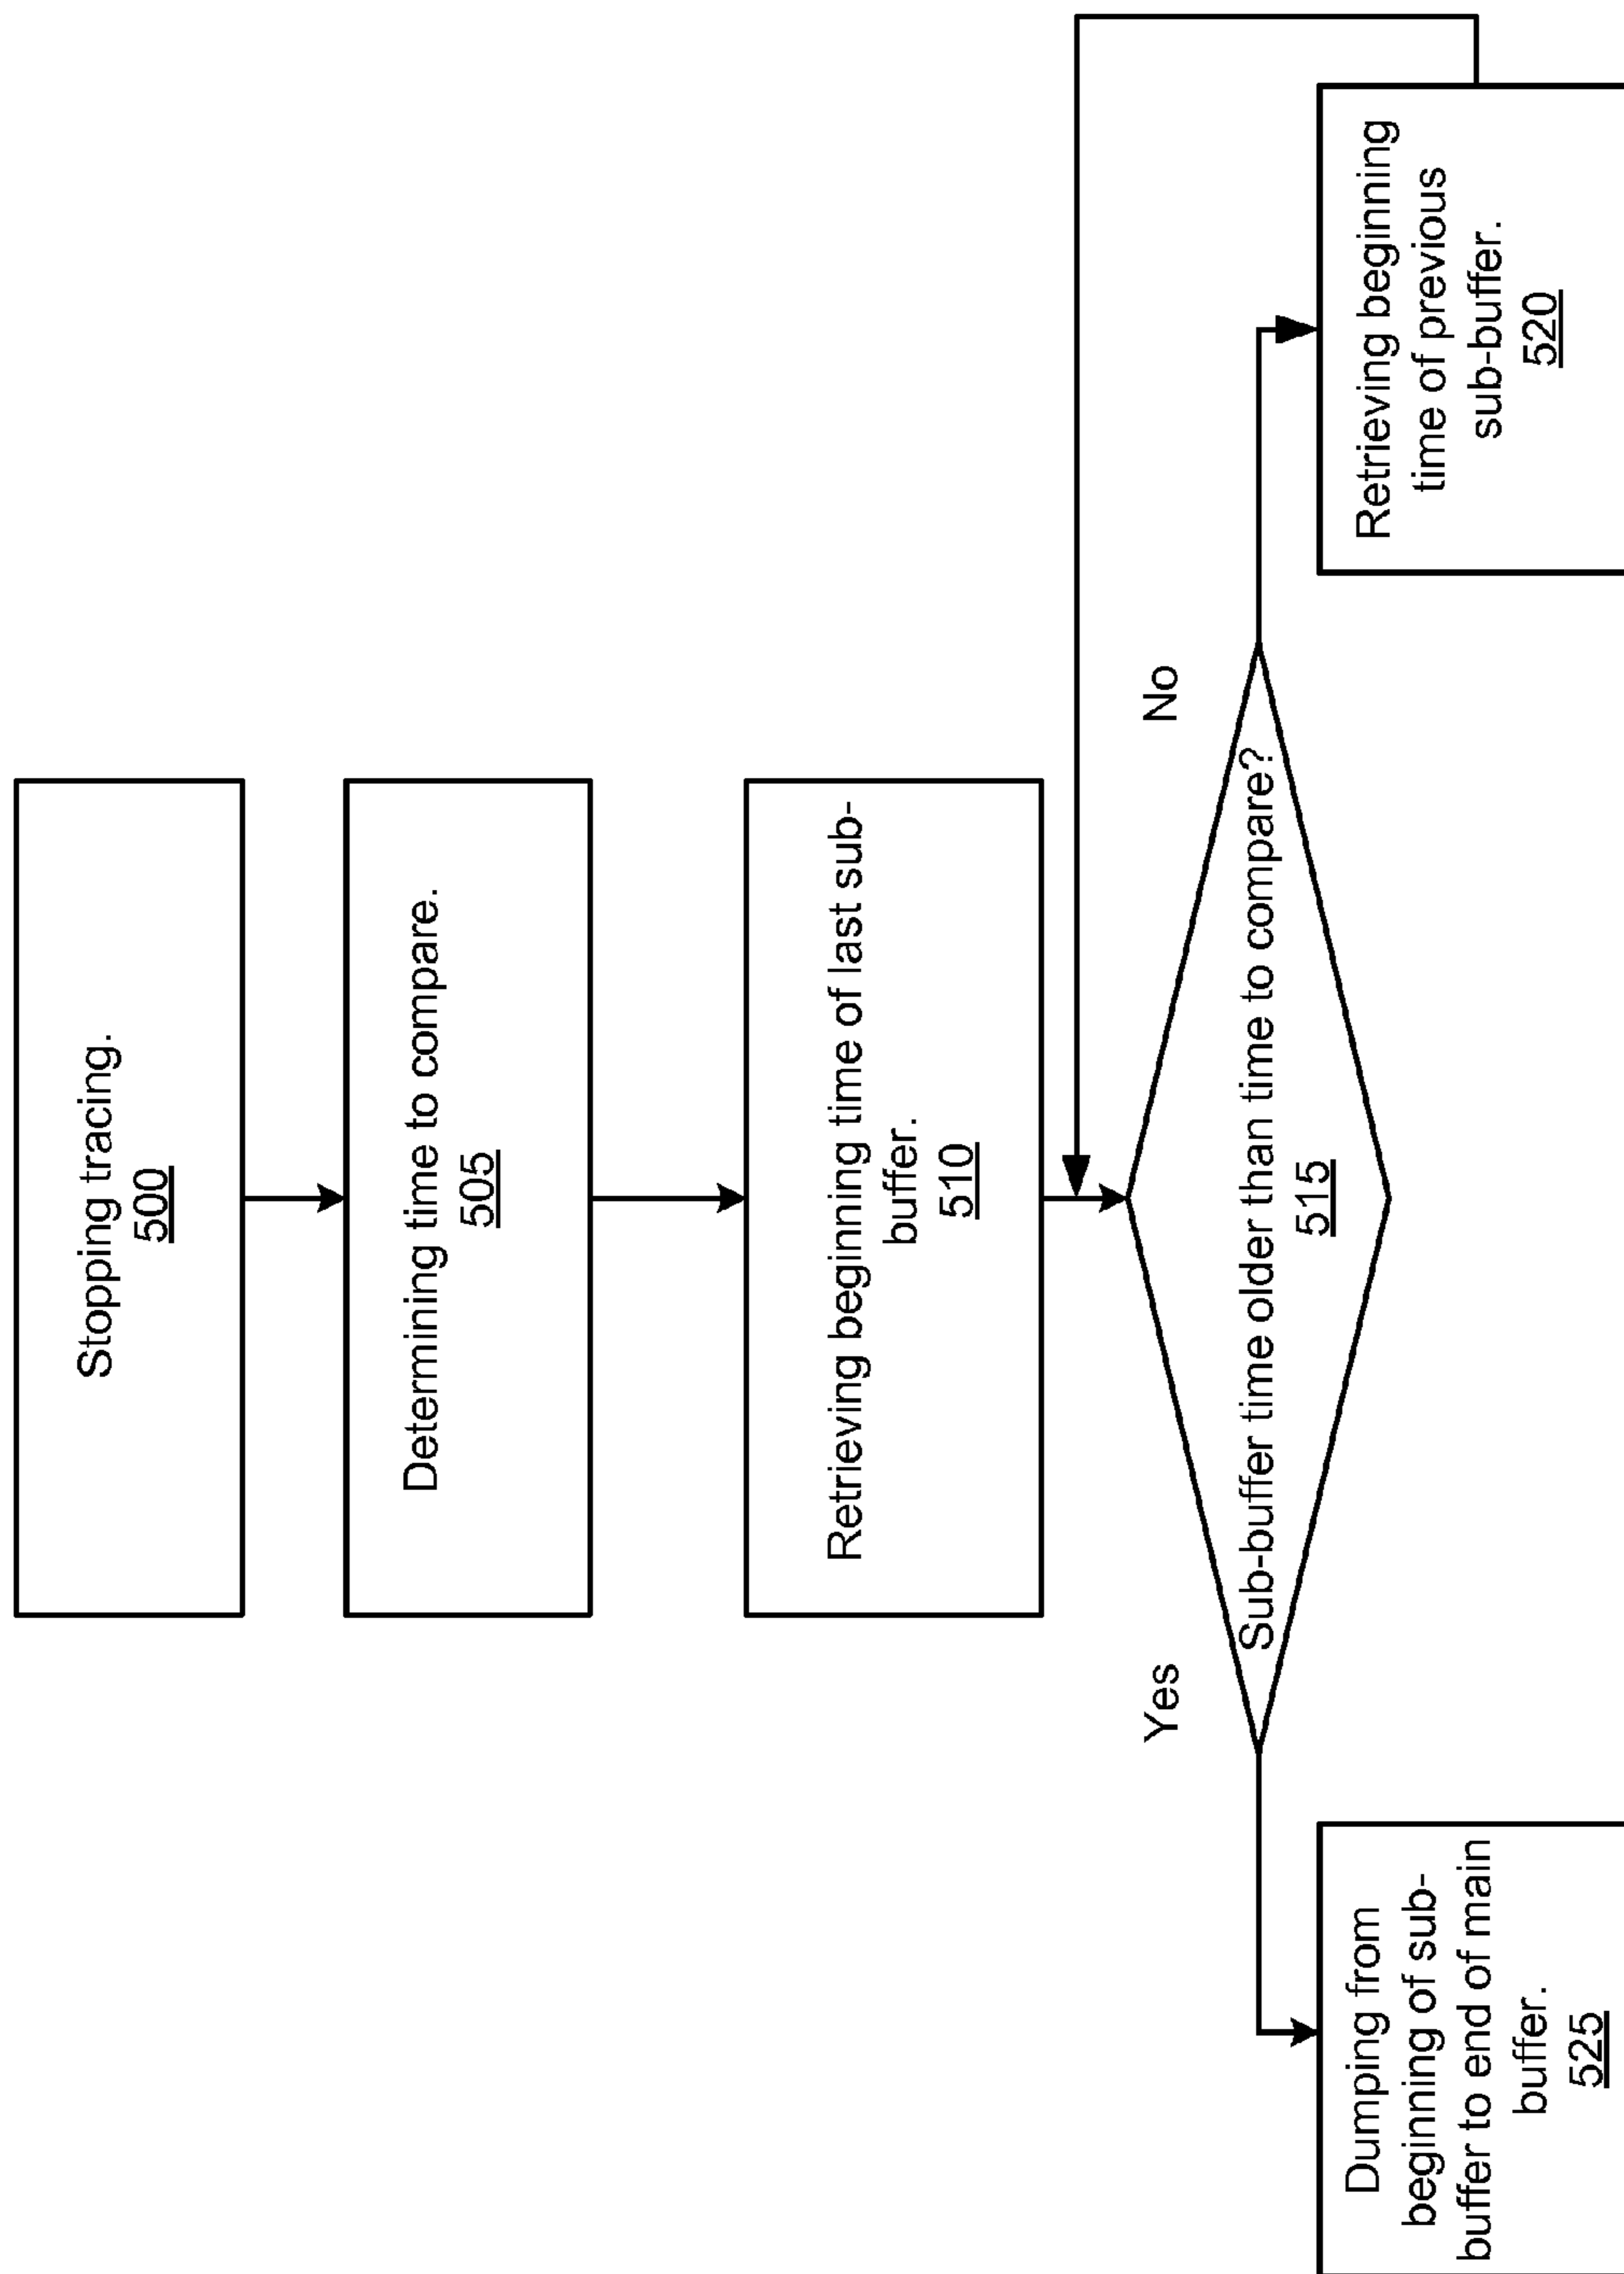 Stopping tracing.
500
Determining time to compare.
505
Retrieving beginning time of last sub-
buffer.
510
Yes
No
Sub-buffer time older than time to compare?
515
Dumping from
beginning of sub-
buffer to end of main
buffer.
525
Retrieving beginning
time of previous
sub-buffer.
520